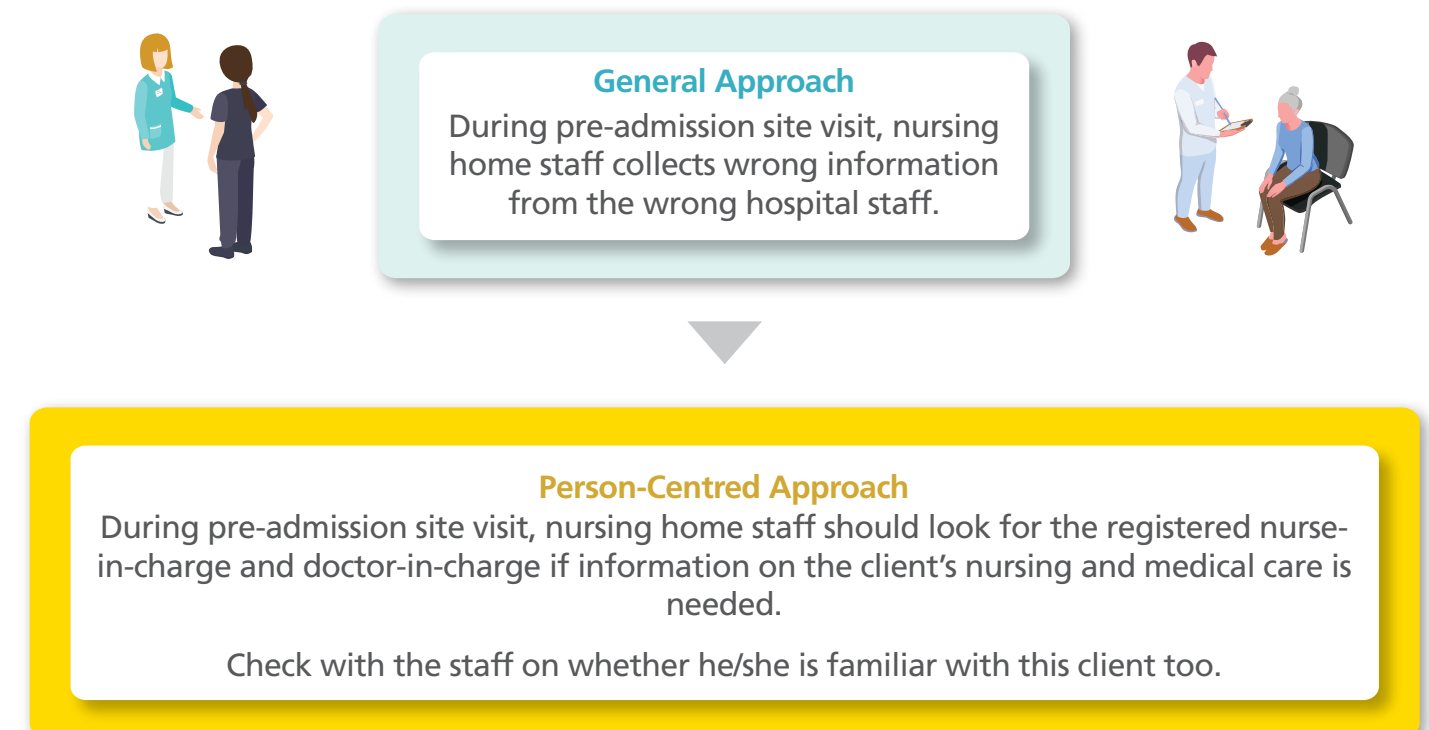 General Approach
During pre-admission site visit, nursing
home staff collects wrong information
from the wrong hospital staff.
Person-Centred Approach
During pre-admission site visit, nursing home staff should look for the registered nurse-
in-charge and doctor-in-charge if information on the client’s nursing and medical care is
needed.
Check with the staff on whether he/she is familiar with this client too.